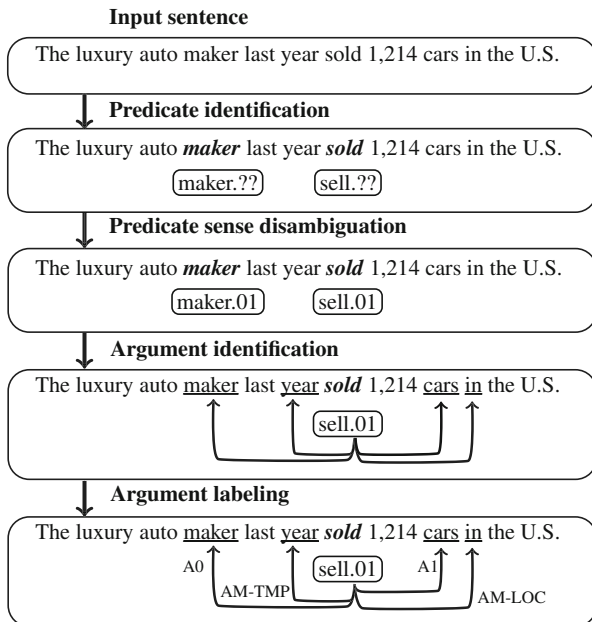 Input sentence
The luxury auto maker last year sold 1,214 cars in the U.S.
Predicate identification
The luxury auto maker last year sold 1,214 cars in the U.S.
maker.?? sell.??
Predicate sense disambiguation
The luxury auto maker last year sold 1,214 cars in the U.S.
maker.01 sell.01
Argument identification
The luxury auto maker last year sold 1,214 cars in the U.S.
sell.01
Argument labeling
The luxury auto maker last year sold 1,214 cars in the U.S.
A0 sell.01 A1
AM-TMP AM-LOC